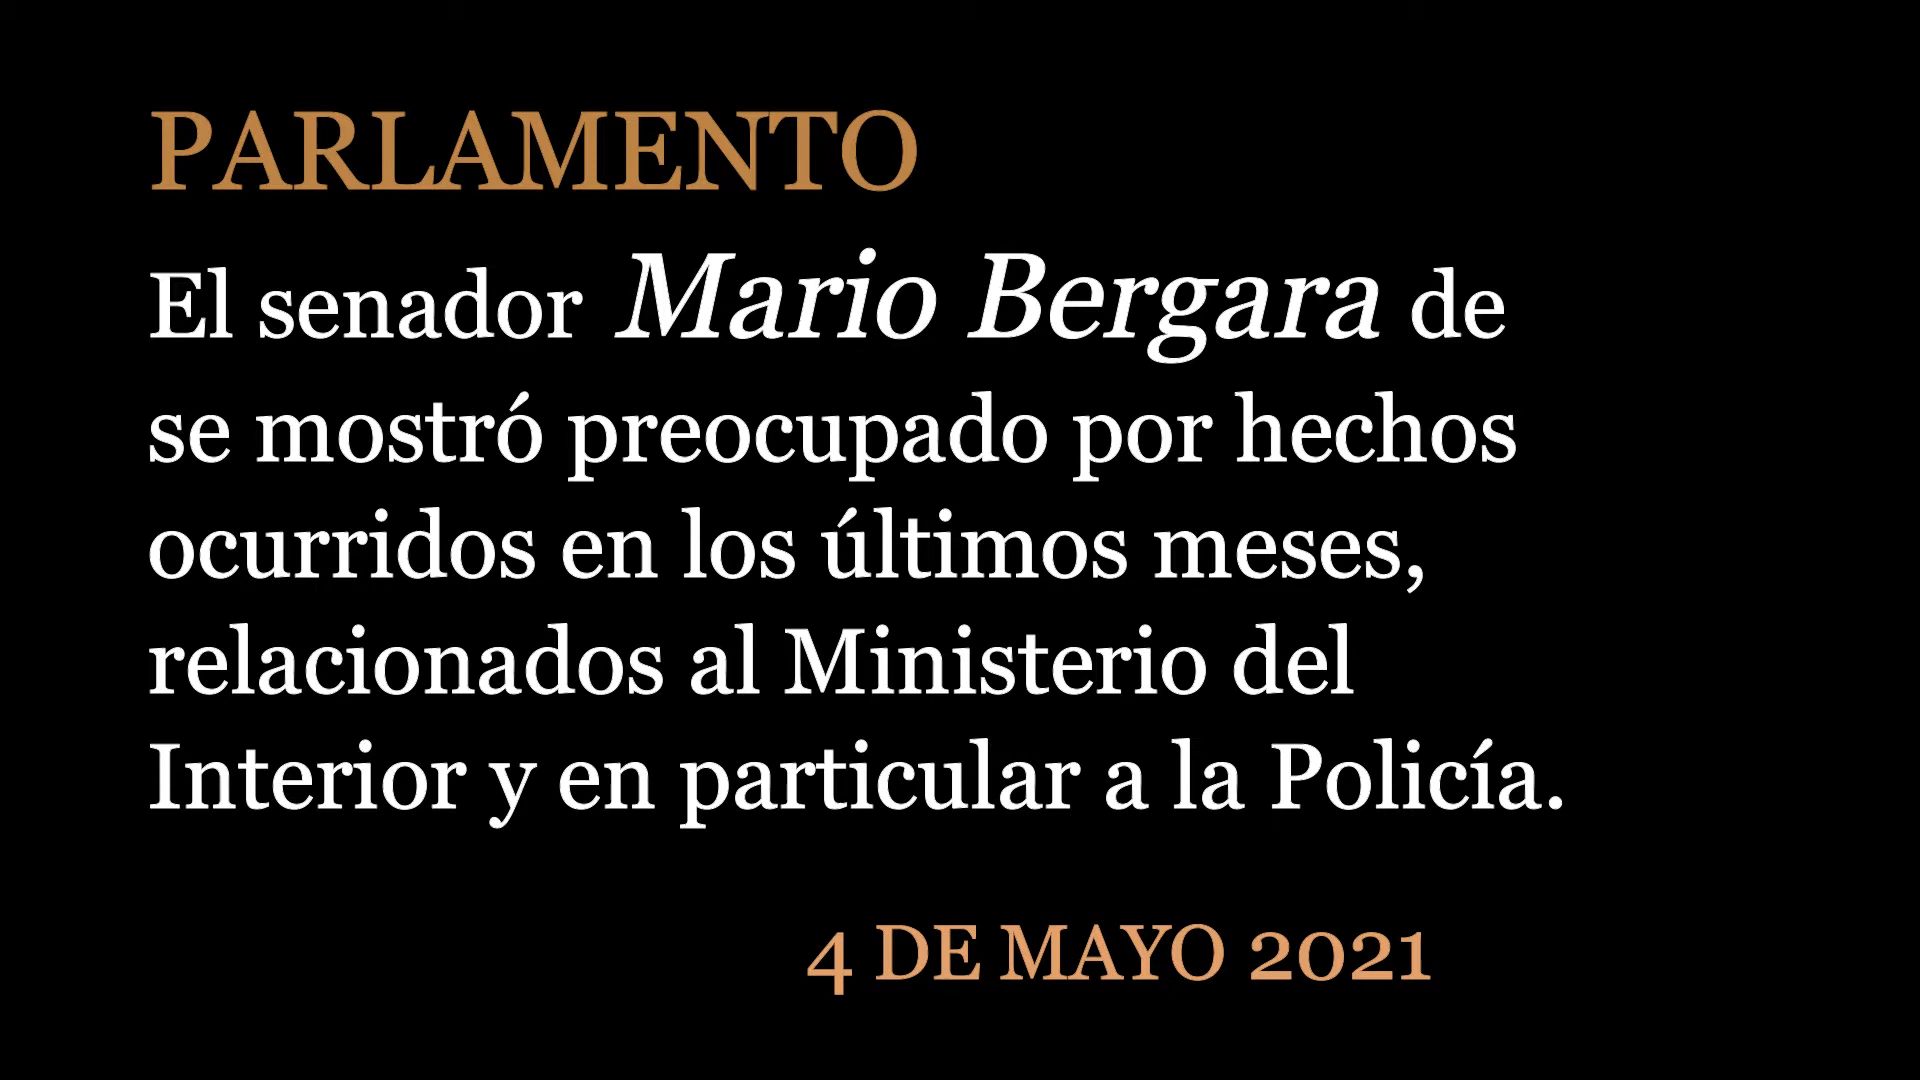 PARLAMENTO
El senador Mario Bergara de
se mostró preocupado por hechos
ocurridos en los últimos meses,
relacionados al Ministerio del
Interior y en particular a la Policía.
4 DE MAYO 2021